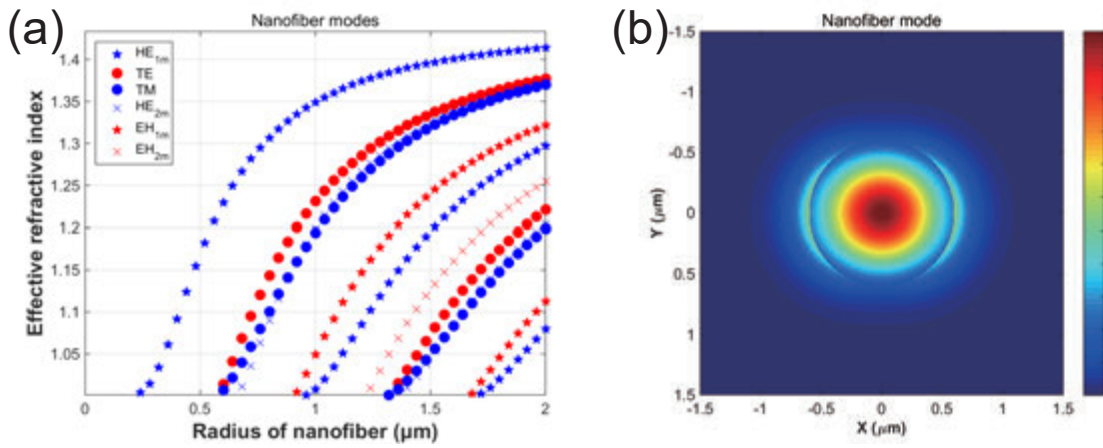 (a)
Nanofiber modes
Effective refractive index
1.4
1.35
1.3
1.25
1.2
1.15
1.1
1.05
HE1m
TE
TM
HE2m
EH1m
EH2m
0 0.5 1 1.5 2
Radius of nanofiber (μm)
(b)
Nanofiber mode
Y (μm)
-1.5
-1
-0.5
0
0.5
1
1.5
-1.5 -1 -0.5 0 0.5 1 1.5
X (μm)